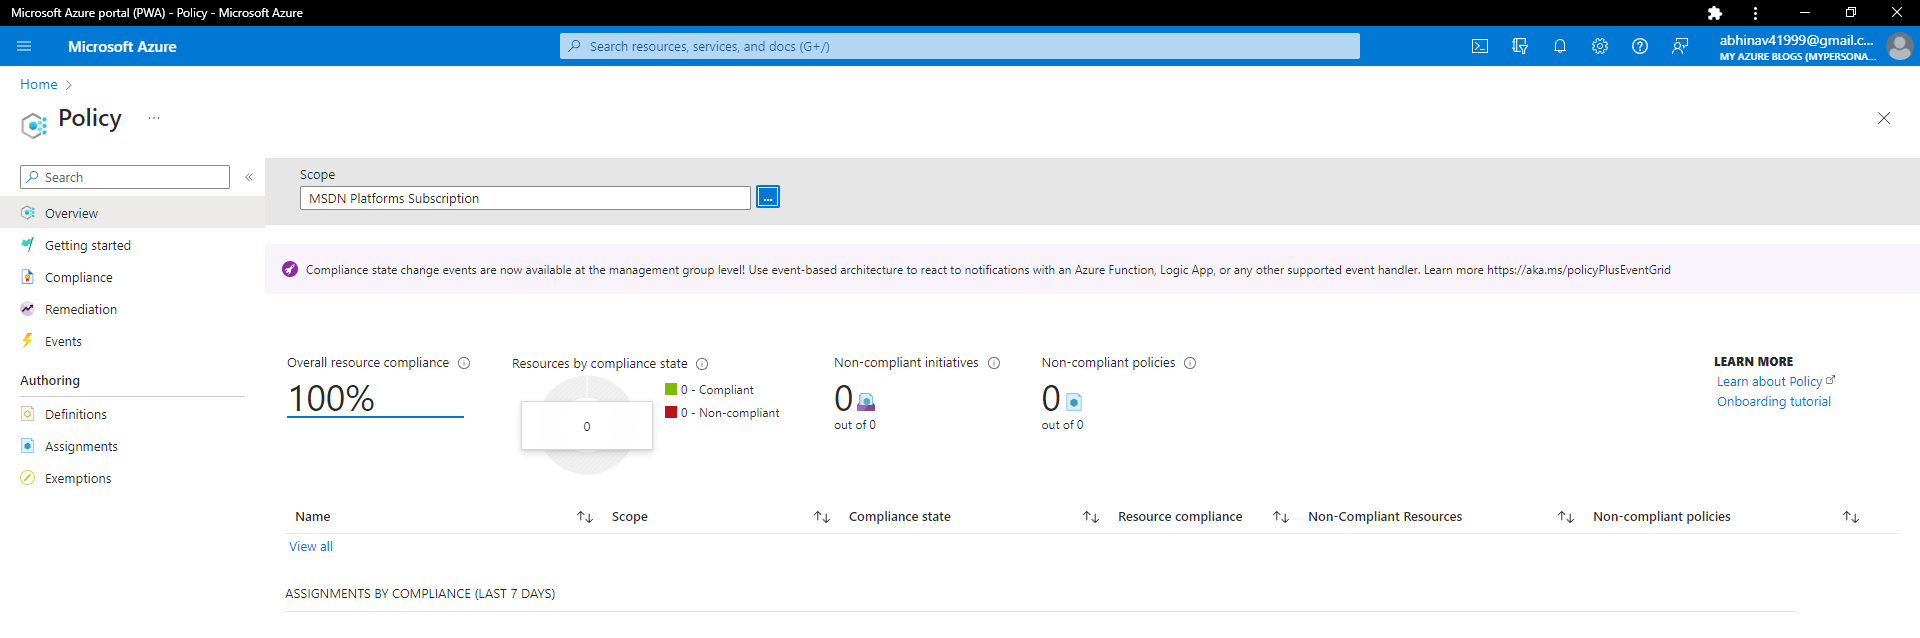 Microsoft Azure portal (PWA) - Policy - Microsoft Azure
Microsoft Azure
Search resources, services, and docs (G+/)
abhinav41999@gmail.c...
MY AZURE BLOGS (MYPERSONA...
Home
Policy
...
Search
«
Overview
Getting started
Compliance
Remediation
Events
Authoring
Definitions
Assignments
Exemptions
Scope
MSDN Platforms Subscription
...
Compliance state change events are now available at the management group level! Use event-based architecture to react to notifications with an Azure Function, Logic App, or any other supported event handler. Learn more https://aka.ms/policyPlusEventGrid
Overall resource compliance
100%
Resources by compliance state
0
0 - Compliant
0 - Non-compliant
Non-compliant initiatives
0
out of 0
Non-compliant policies
0
out of 0
LEARN MORE
Learn about Policy
Onboarding tutorial
Name Scope Compliance state Resource compliance Non-Compliant Resources Non-compliant policies
View all
ASSIGNMENTS BY COMPLIANCE (LAST 7 DAYS)